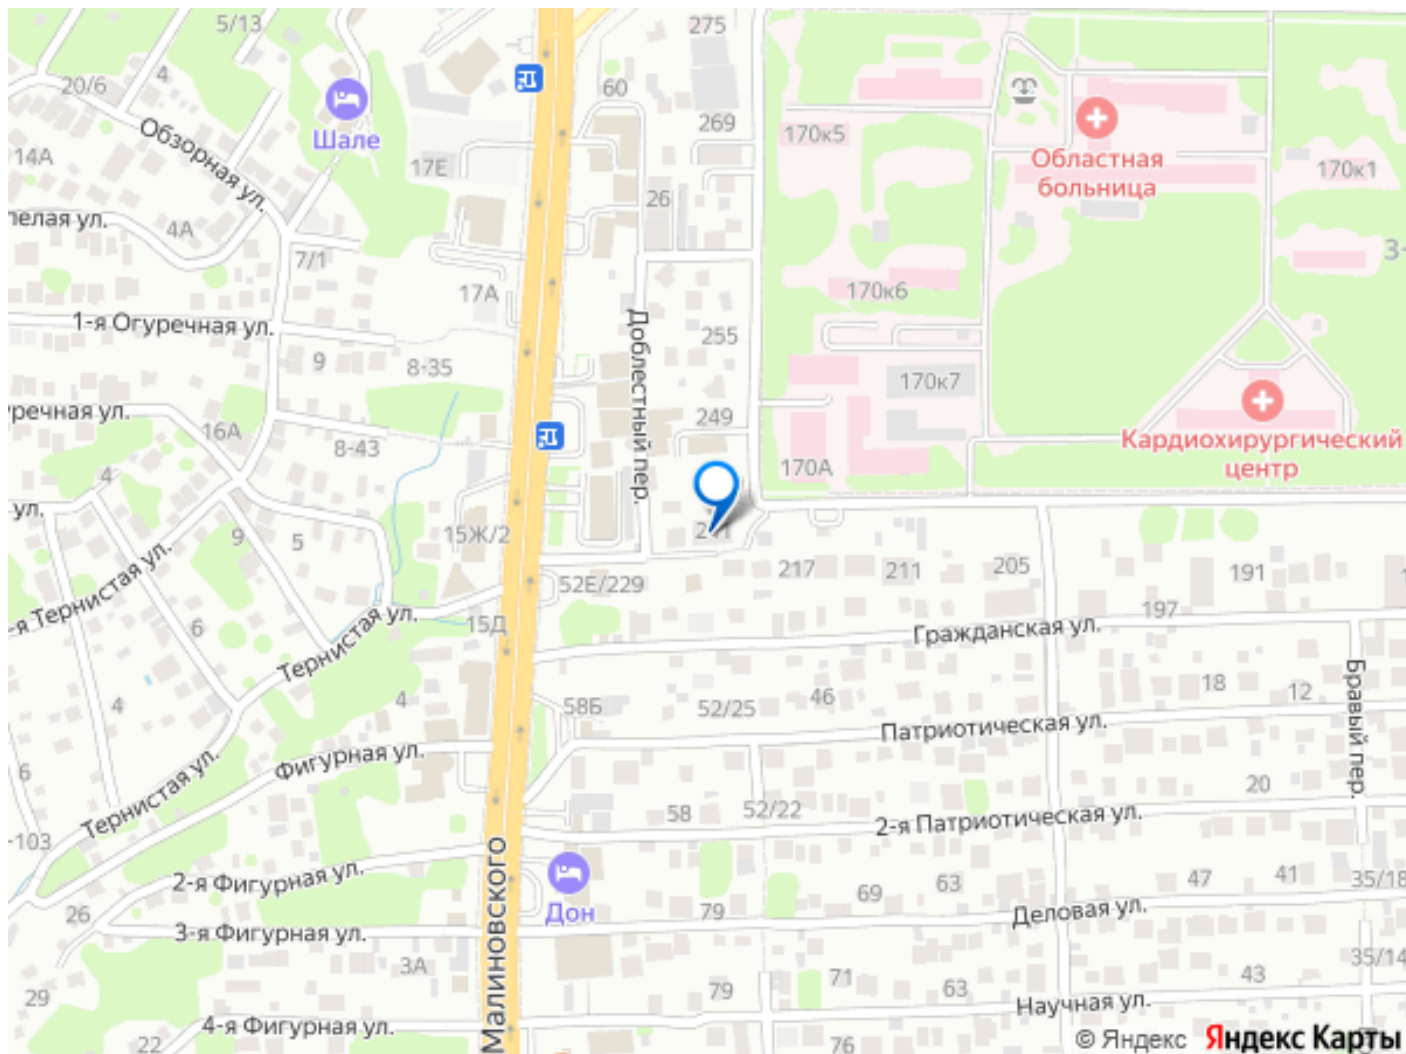 5/13
275
20/6
4
60
Шале
Обзорная ул.
269
170к5
Областная
больница
170к1
14А
17Е
26
4А
7/1
3-
17А
170к6
1-я Огуречная ул.
255
Доблестный пер.
9
8-35
170к7
249
16А
8-43
Кардиохирургический
центр
170А
4
ул.
9
5
15Ж/2
241
52Е/229
217
211
205
191
197
Тернистая ул.
6
15Д
Гражданская ул.
4
4
58Б
52/25
46
18
12
Бравый пер.
Патриотическая ул.
Фигурная ул.
6
Тернистая ул.
58
52/22
20
2-я Патриотическая ул.
-103
Малиновского
2-я Фигурная ул.
Дон
69
63
47
41
35/18
26
79
Деловая ул.
3-я Фигурная ул.
3А
29
79
71
63
43
35/14
Научная ул.
4-я Фигурная ул.
22
76
© Яндекс Яндекс Карты